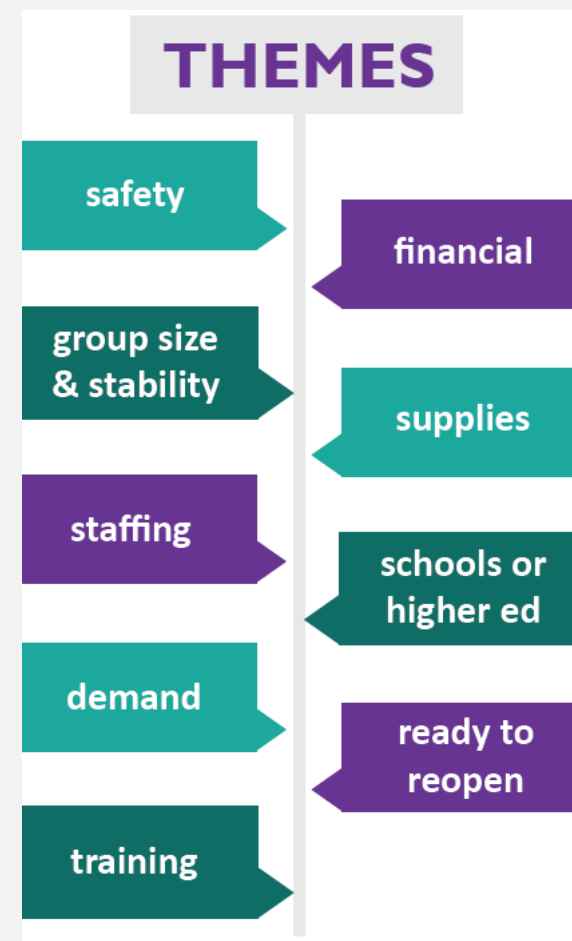 THEMES
safety
financial
group size
& stability
supplies
staffing
schools or
higher ed
demand
ready to
reopen
training